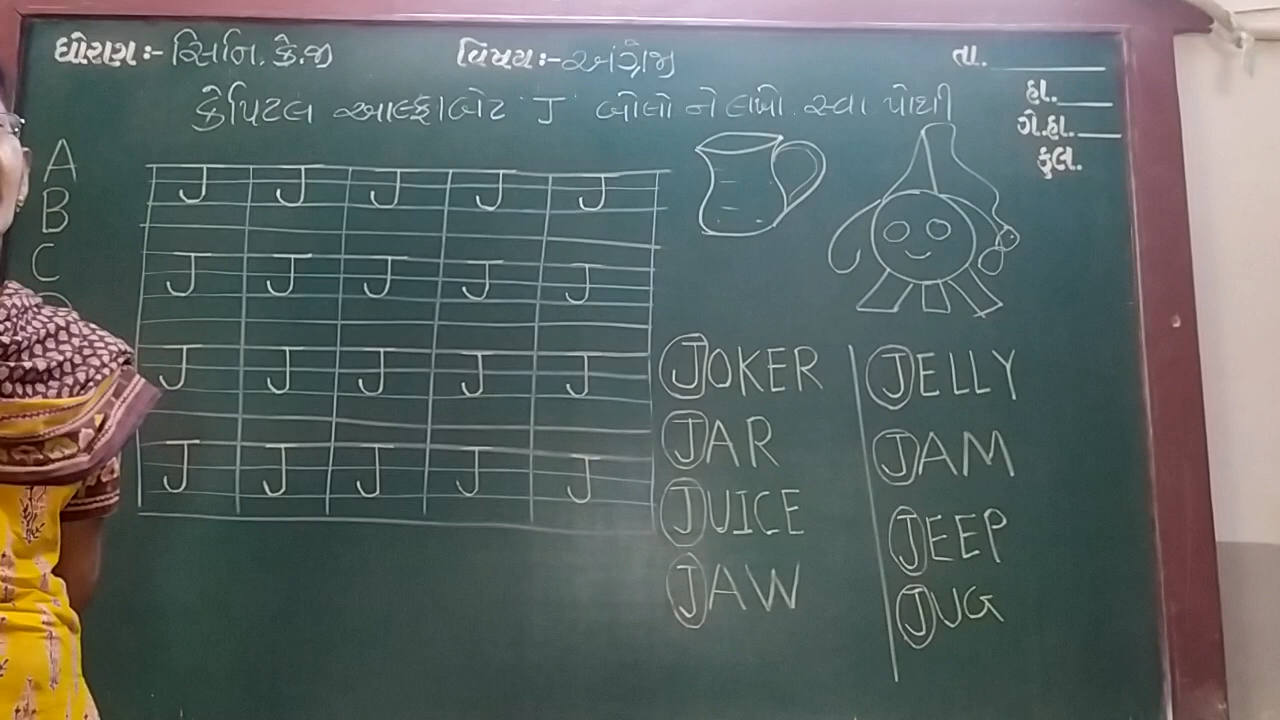 ધોરણ:- સિનિ. કે.જી વિષય:- અંગ્રેજી તા.
હા.
ગે.હા.
કુલ.
કેપિટલ આલ્ફાબેટ J બોલો ને લખો. સ્વા પોથી
A
B
C
J J J J J
J J J J J
J J J J J
J J J J J
JOKER
JAR
JUICE
JAW
JELLY
JAM
JEEP
JUG